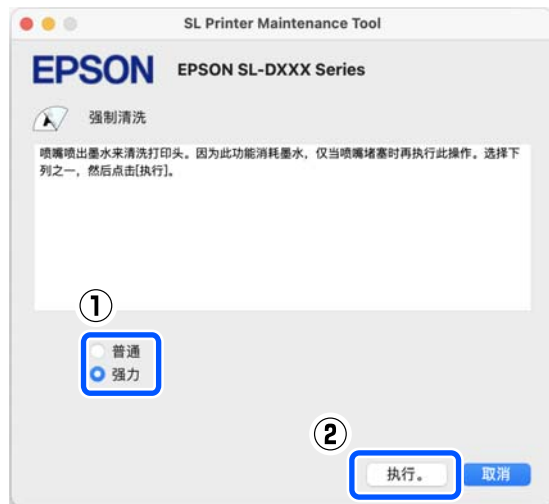 SL Printer Maintenance Tool
EPSON EPSON SL-DXXX Series
强制清洗
喷嘴喷出墨水来清洗打印头。因为此功能消耗墨水，仅当喷嘴堵塞时再执行此操作。选择下
列之一，然后点击[执行]。
①
普通
强力
②
执行。 取消